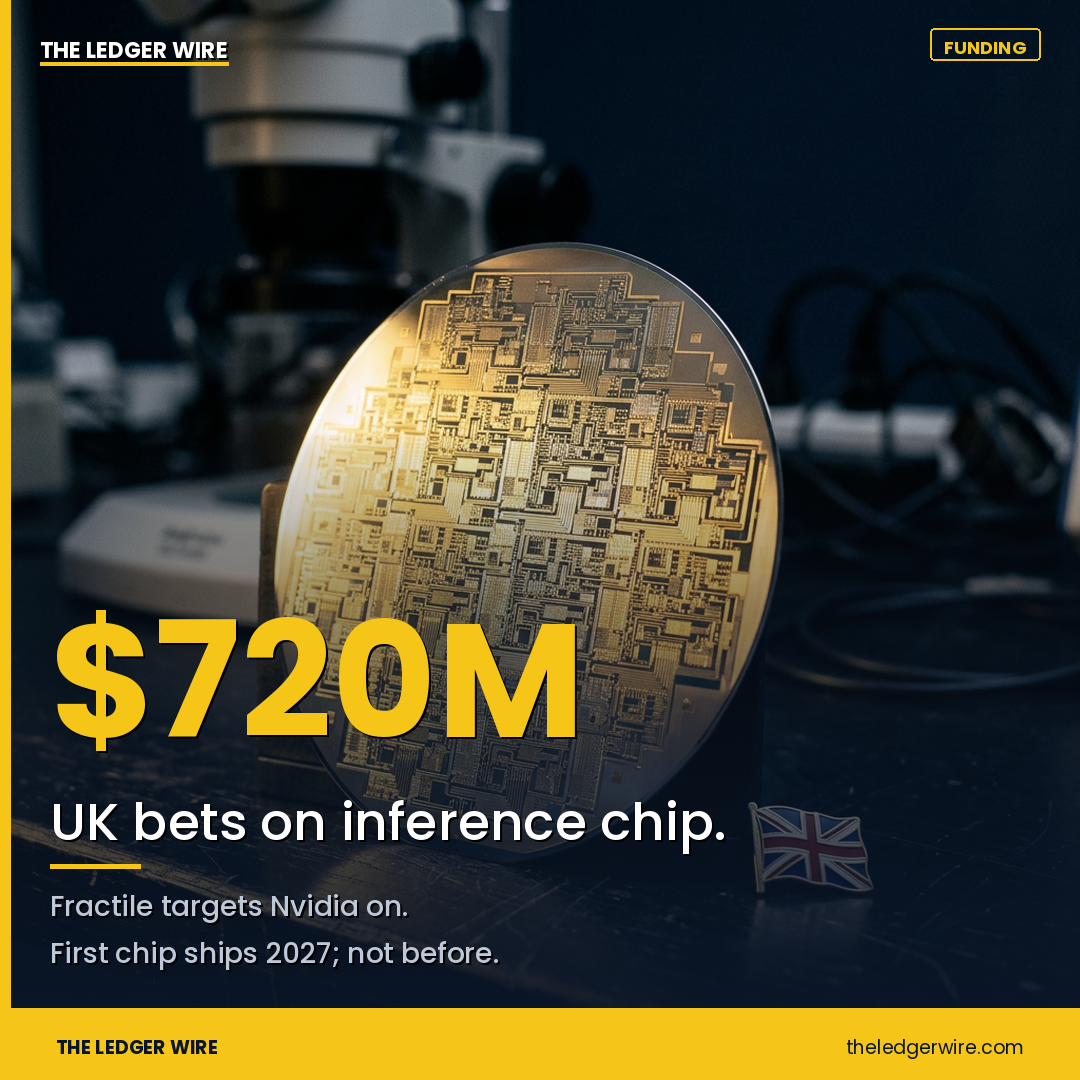 THE LEDGER WIRE
FUNDING
$720M
UK bets on inference chip.
Fractile targets Nvidia on.
First chip ships 2027; not before.
THE LEDGER WIRE
theledgerwire.com